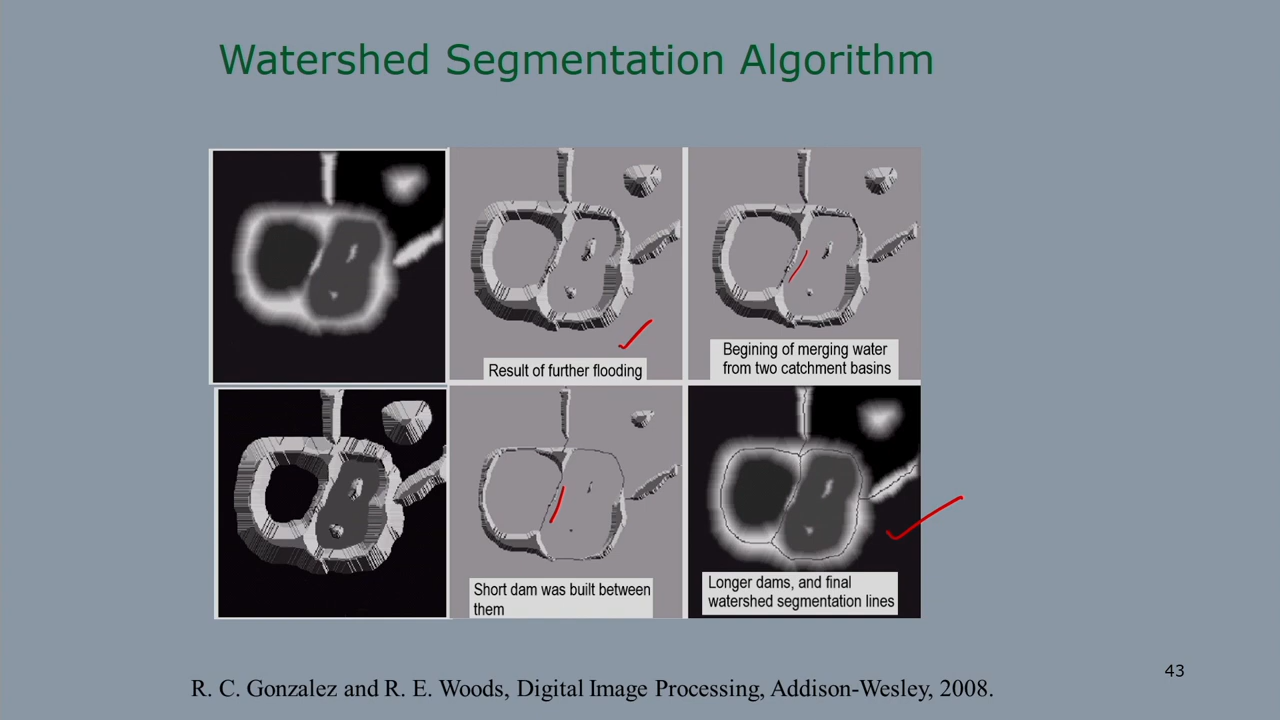 Watershed Segmentation Algorithm
Result of further flooding
Begining of merging water
from two catchment basins
Short dam was built between
them
Longer dams, and final
watershed segmentation lines
43
R. C. Gonzalez and R. E. Woods, Digital Image Processing, Addison-Wesley, 2008.